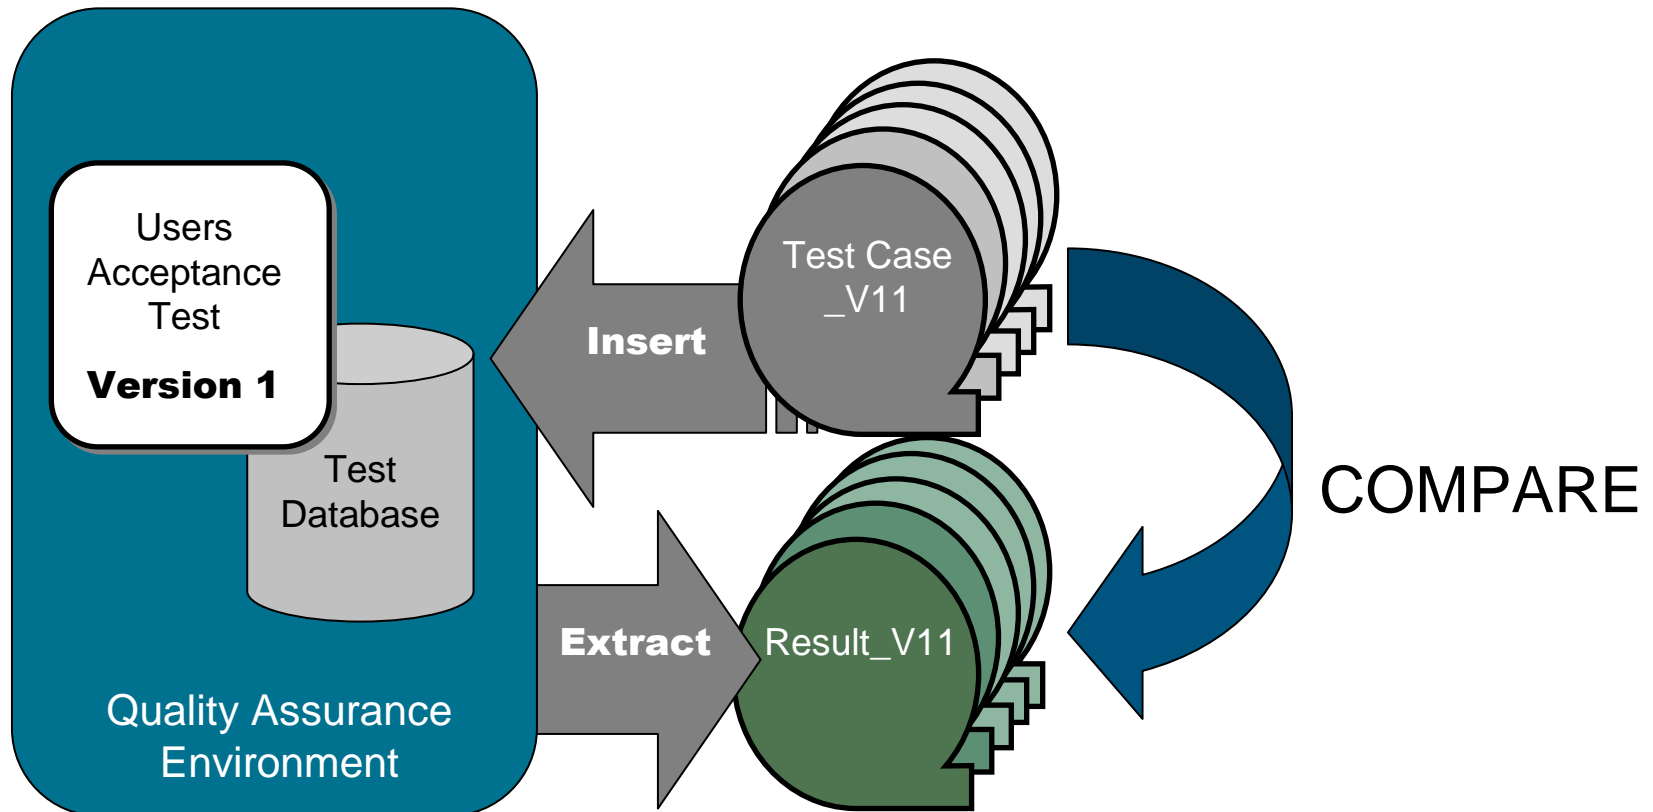 Users
Acceptance
Test
Version 1
Test
Database
Quality Assurance
Environment
Insert
Extract
Test Case
_V11
Result_V11
COMPARE